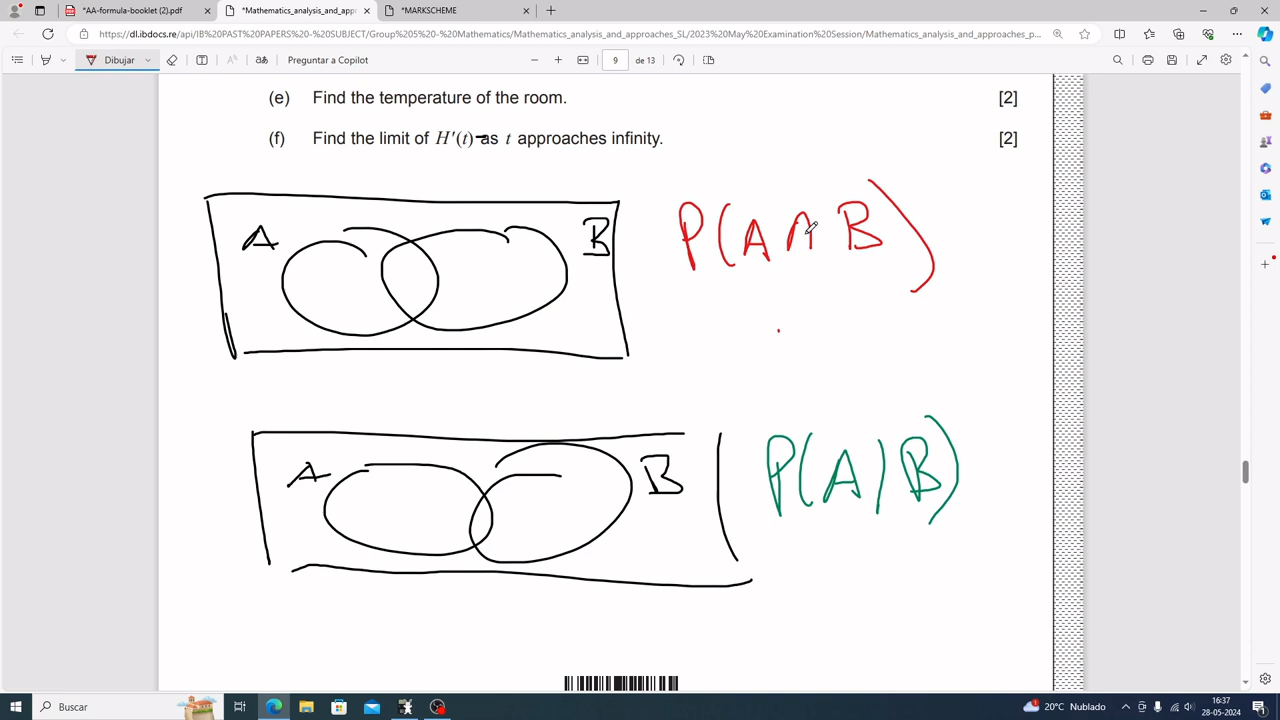 *AA-formula-booklet (2).pdf
*Mathematics_analysis_and_app
*MARKSCHEME
https://dl.ibdocs.re/api/IB%20PAST%20PAPERS%20-%20SUBJECT/Group%205%20-%20Mathematics/Mathematics_analysis_and_approaches_SL/2023%20May%20Examination%20Session/Mathematics_analysis_and_approaches_p...
Dibujar
Preguntar a Copilot
9 de 13
(e) Find the temperature of the room. [2]
(f) Find the limit of H′(t) as t approaches infinity. [2]
A B P(A ∩ B)
A B P(A | B)
Buscar
20°C Nublado
16:37
28-05-2024